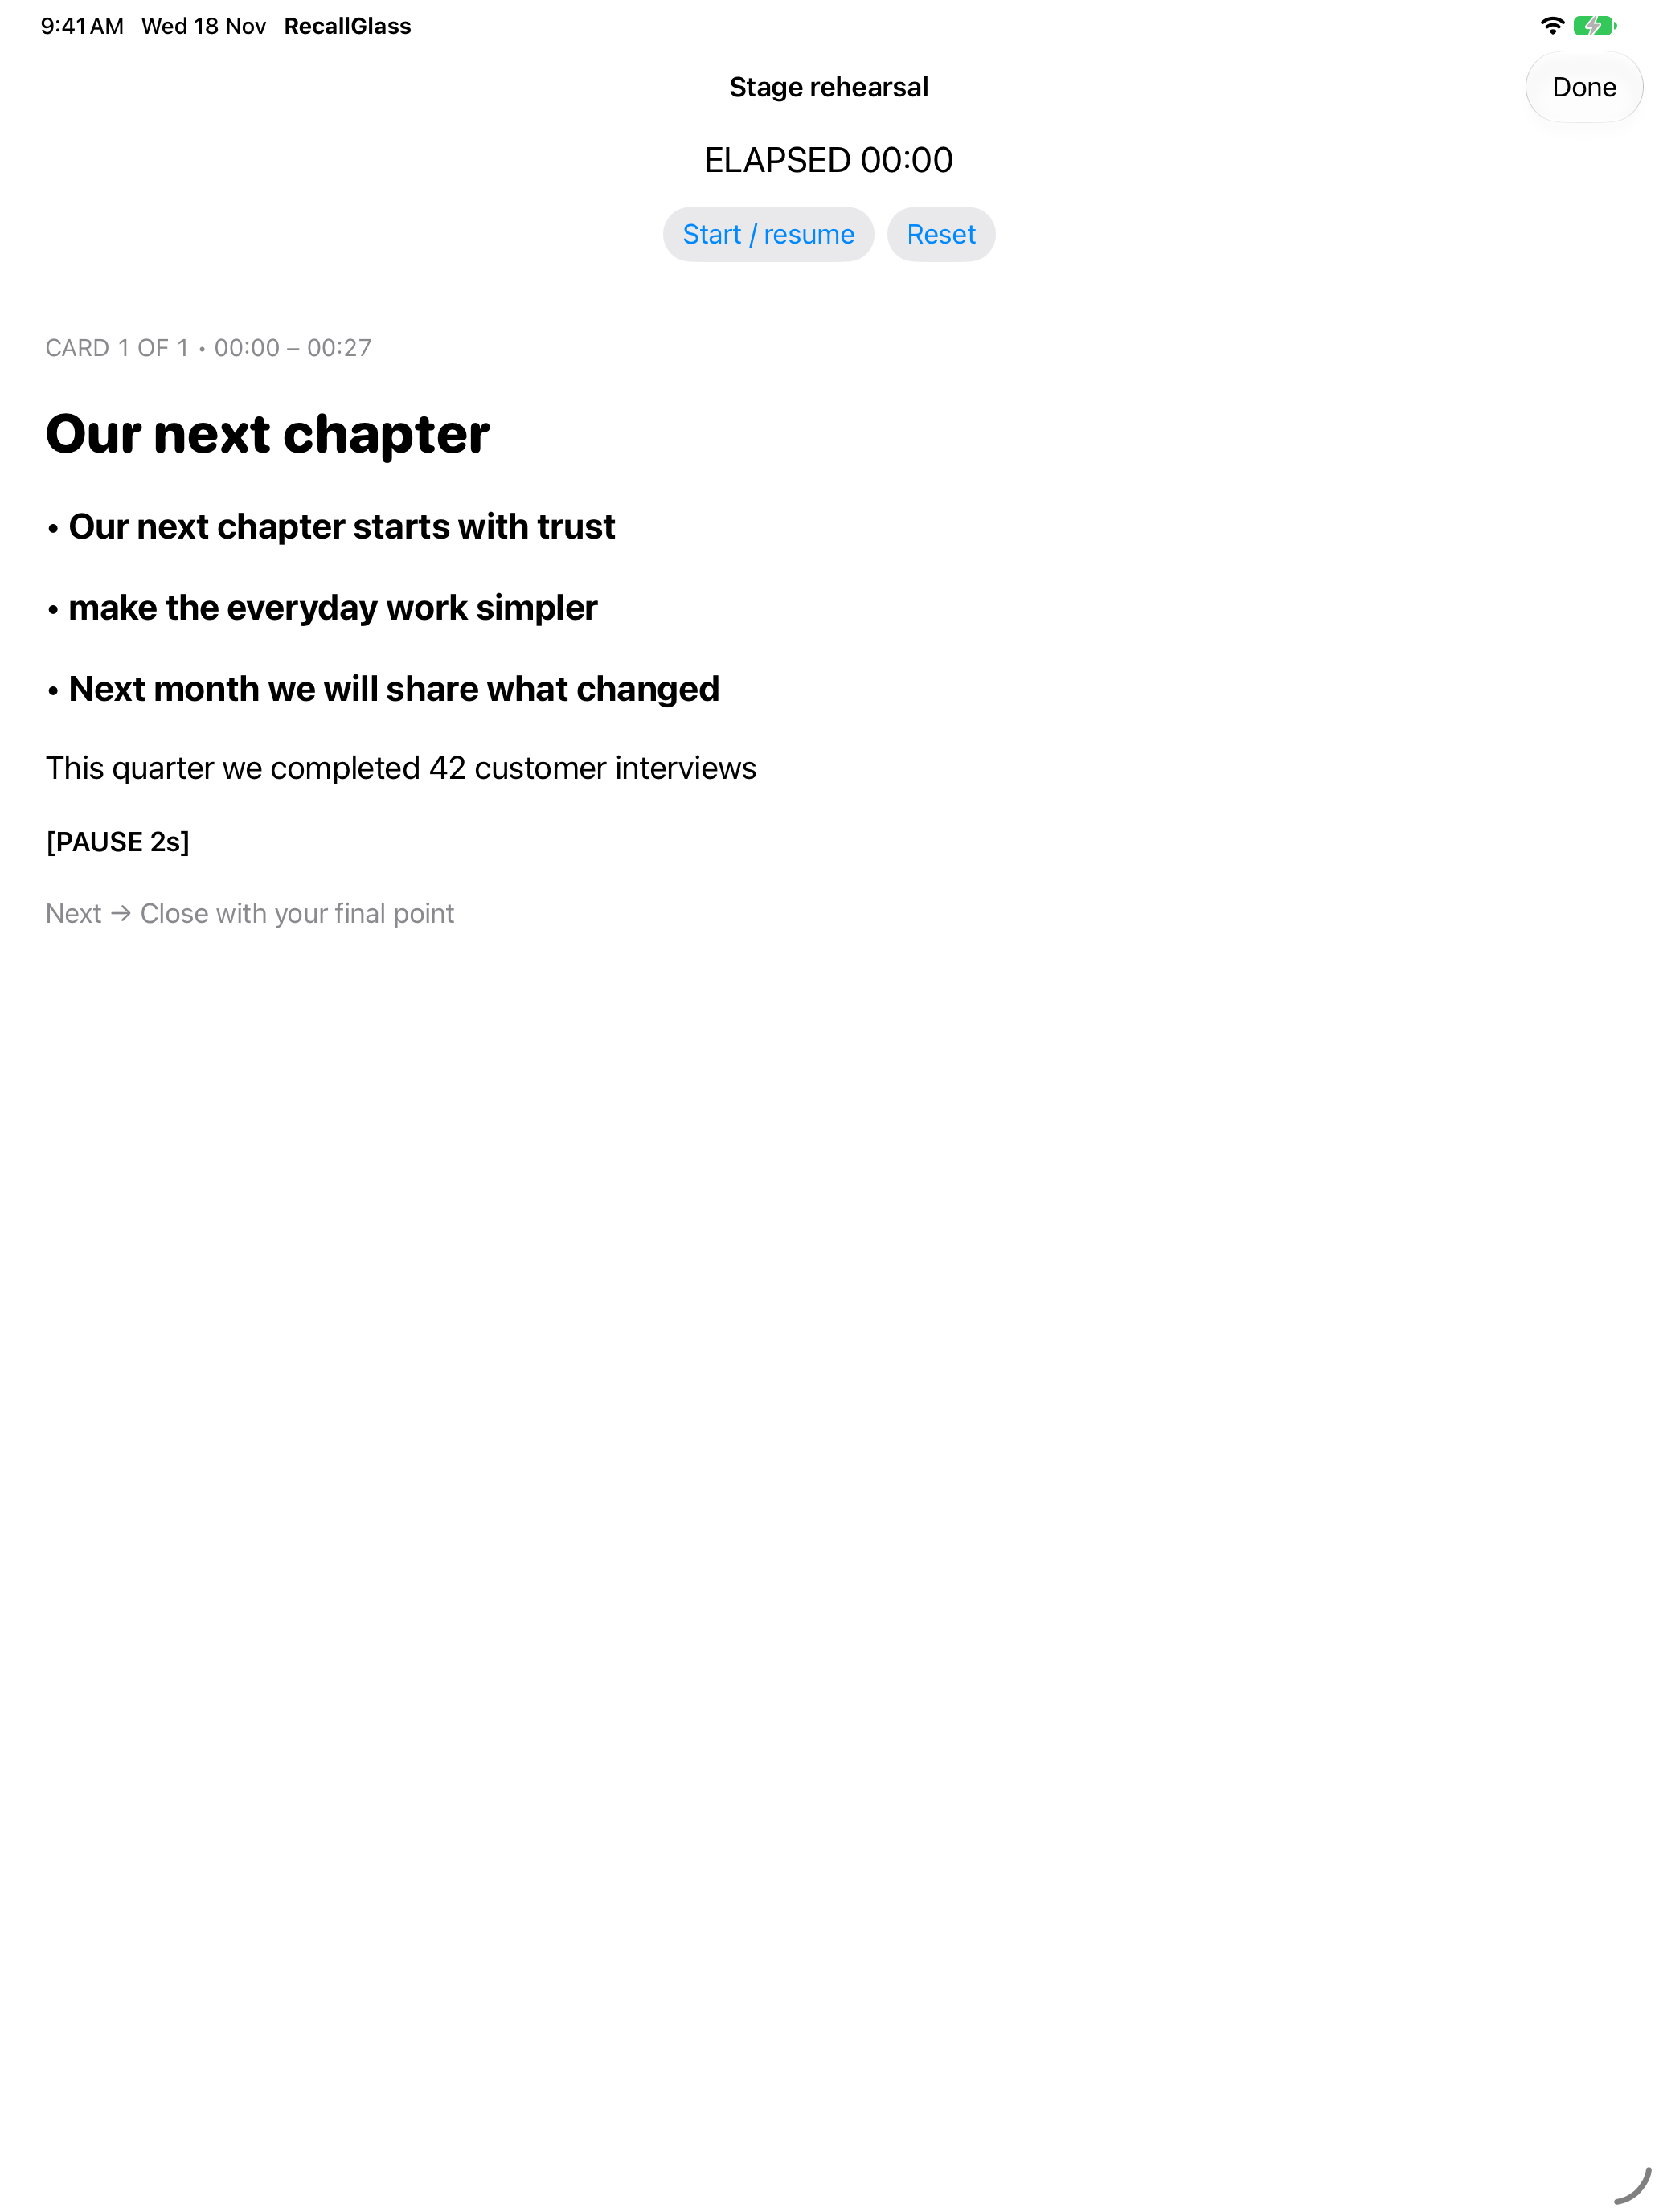 9:41 AM Wed 18 Nov RecallGlass
Stage rehearsal
Done
ELAPSED 00:00
Start / resume
Reset
CARD 1 OF 1 • 00:00 – 00:27
Our next chapter
• Our next chapter starts with trust
• make the everyday work simpler
• Next month we will share what changed
This quarter we completed 42 customer interviews
[PAUSE 2s]
Next → Close with your final point